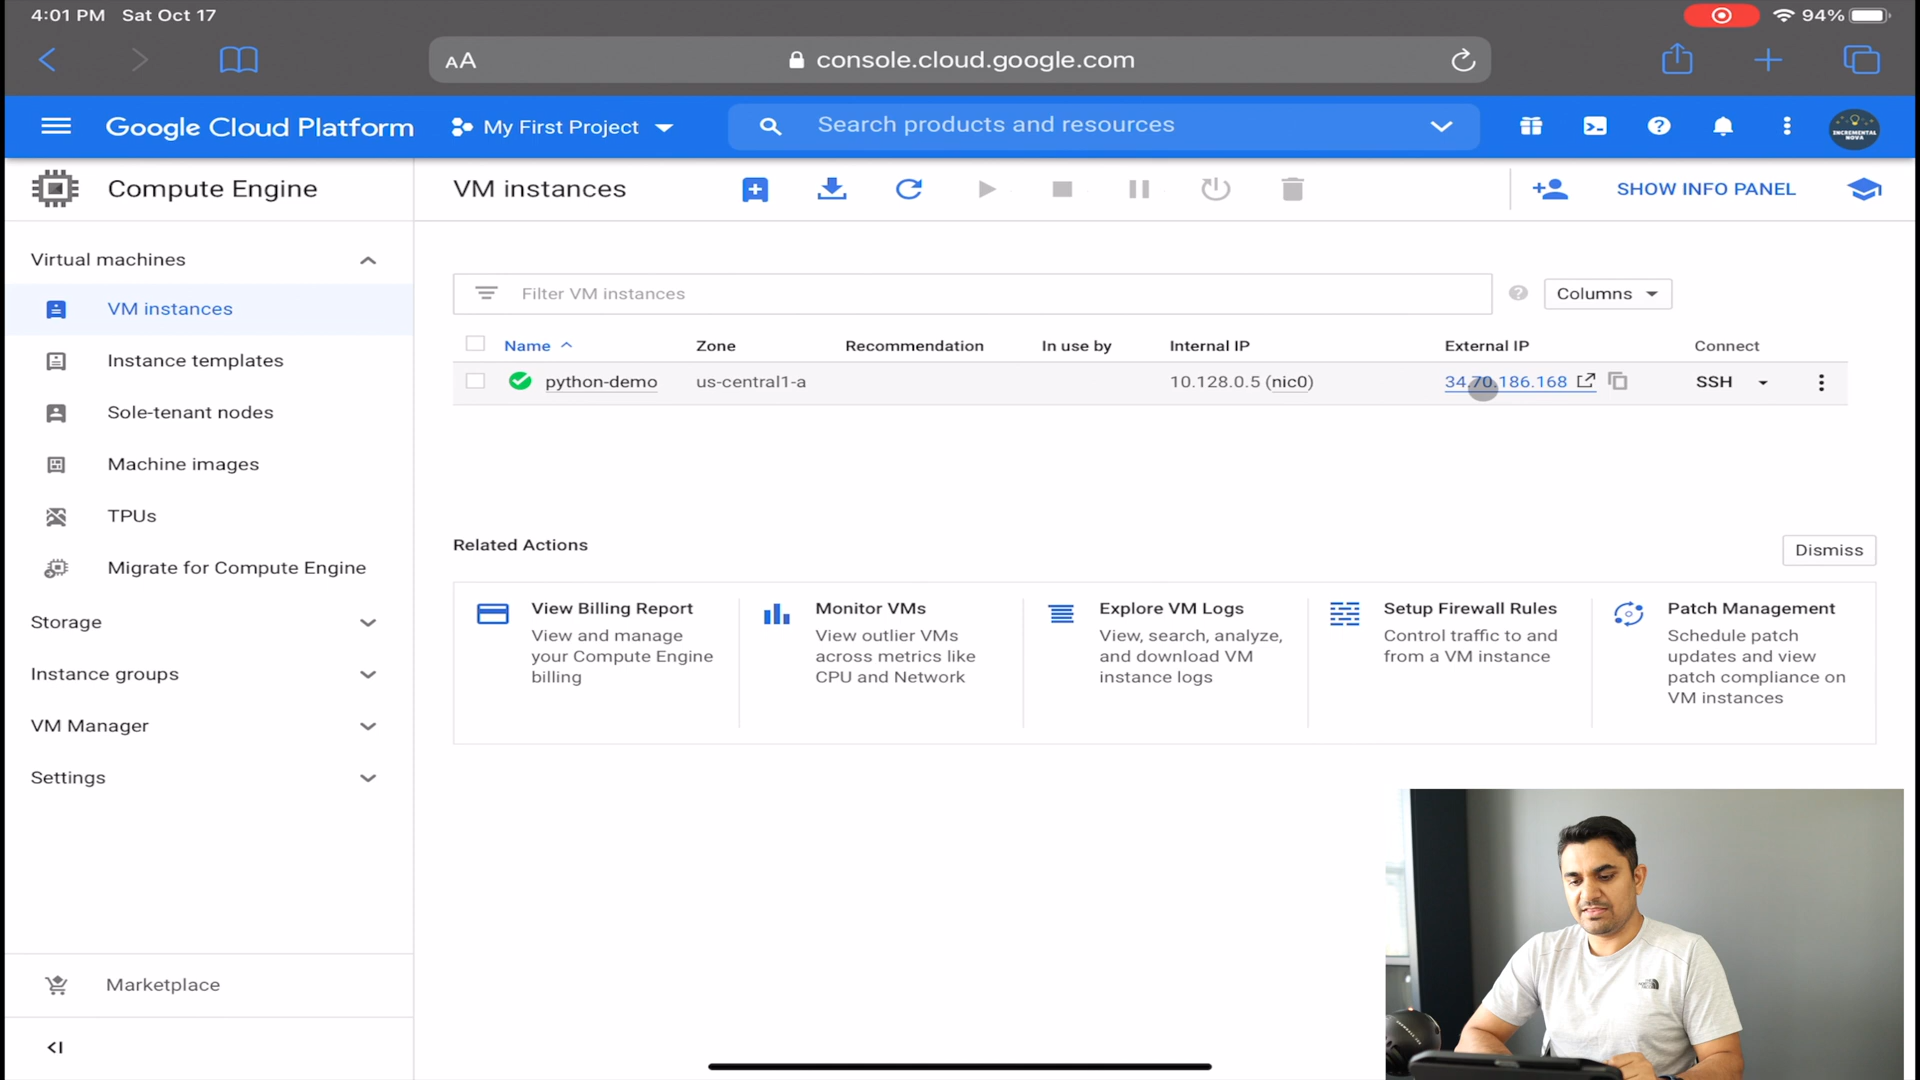 4:01 PM Sat Oct 17
94%
AA
console.cloud.google.com
Google Cloud Platform
My First Project
Search products and resources
INCREMENTAL
NOVA
Compute Engine
VM instances
SHOW INFO PANEL
Virtual machines
VM instances
Instance templates
Sole-tenant nodes
Machine images
TPUs
Migrate for Compute Engine
Storage
Instance groups
VM Manager
Settings
Marketplace
Filter VM instances
Columns
Name Zone Recommendation In use by Internal IP External IP Connect
python-demo us-central1-a 10.128.0.5 (nic0) 34.70.186.168 SSH
Related Actions
Dismiss
View Billing Report
View and manage
your Compute Engine
billing
Monitor VMs
View outlier VMs
across metrics like
CPU and Network
Explore VM Logs
View, search, analyze,
and download VM
instance logs
Setup Firewall Rules
Control traffic to and
from a VM instance
Patch Management
Schedule patch
updates and view
patch compliance on
VM instances